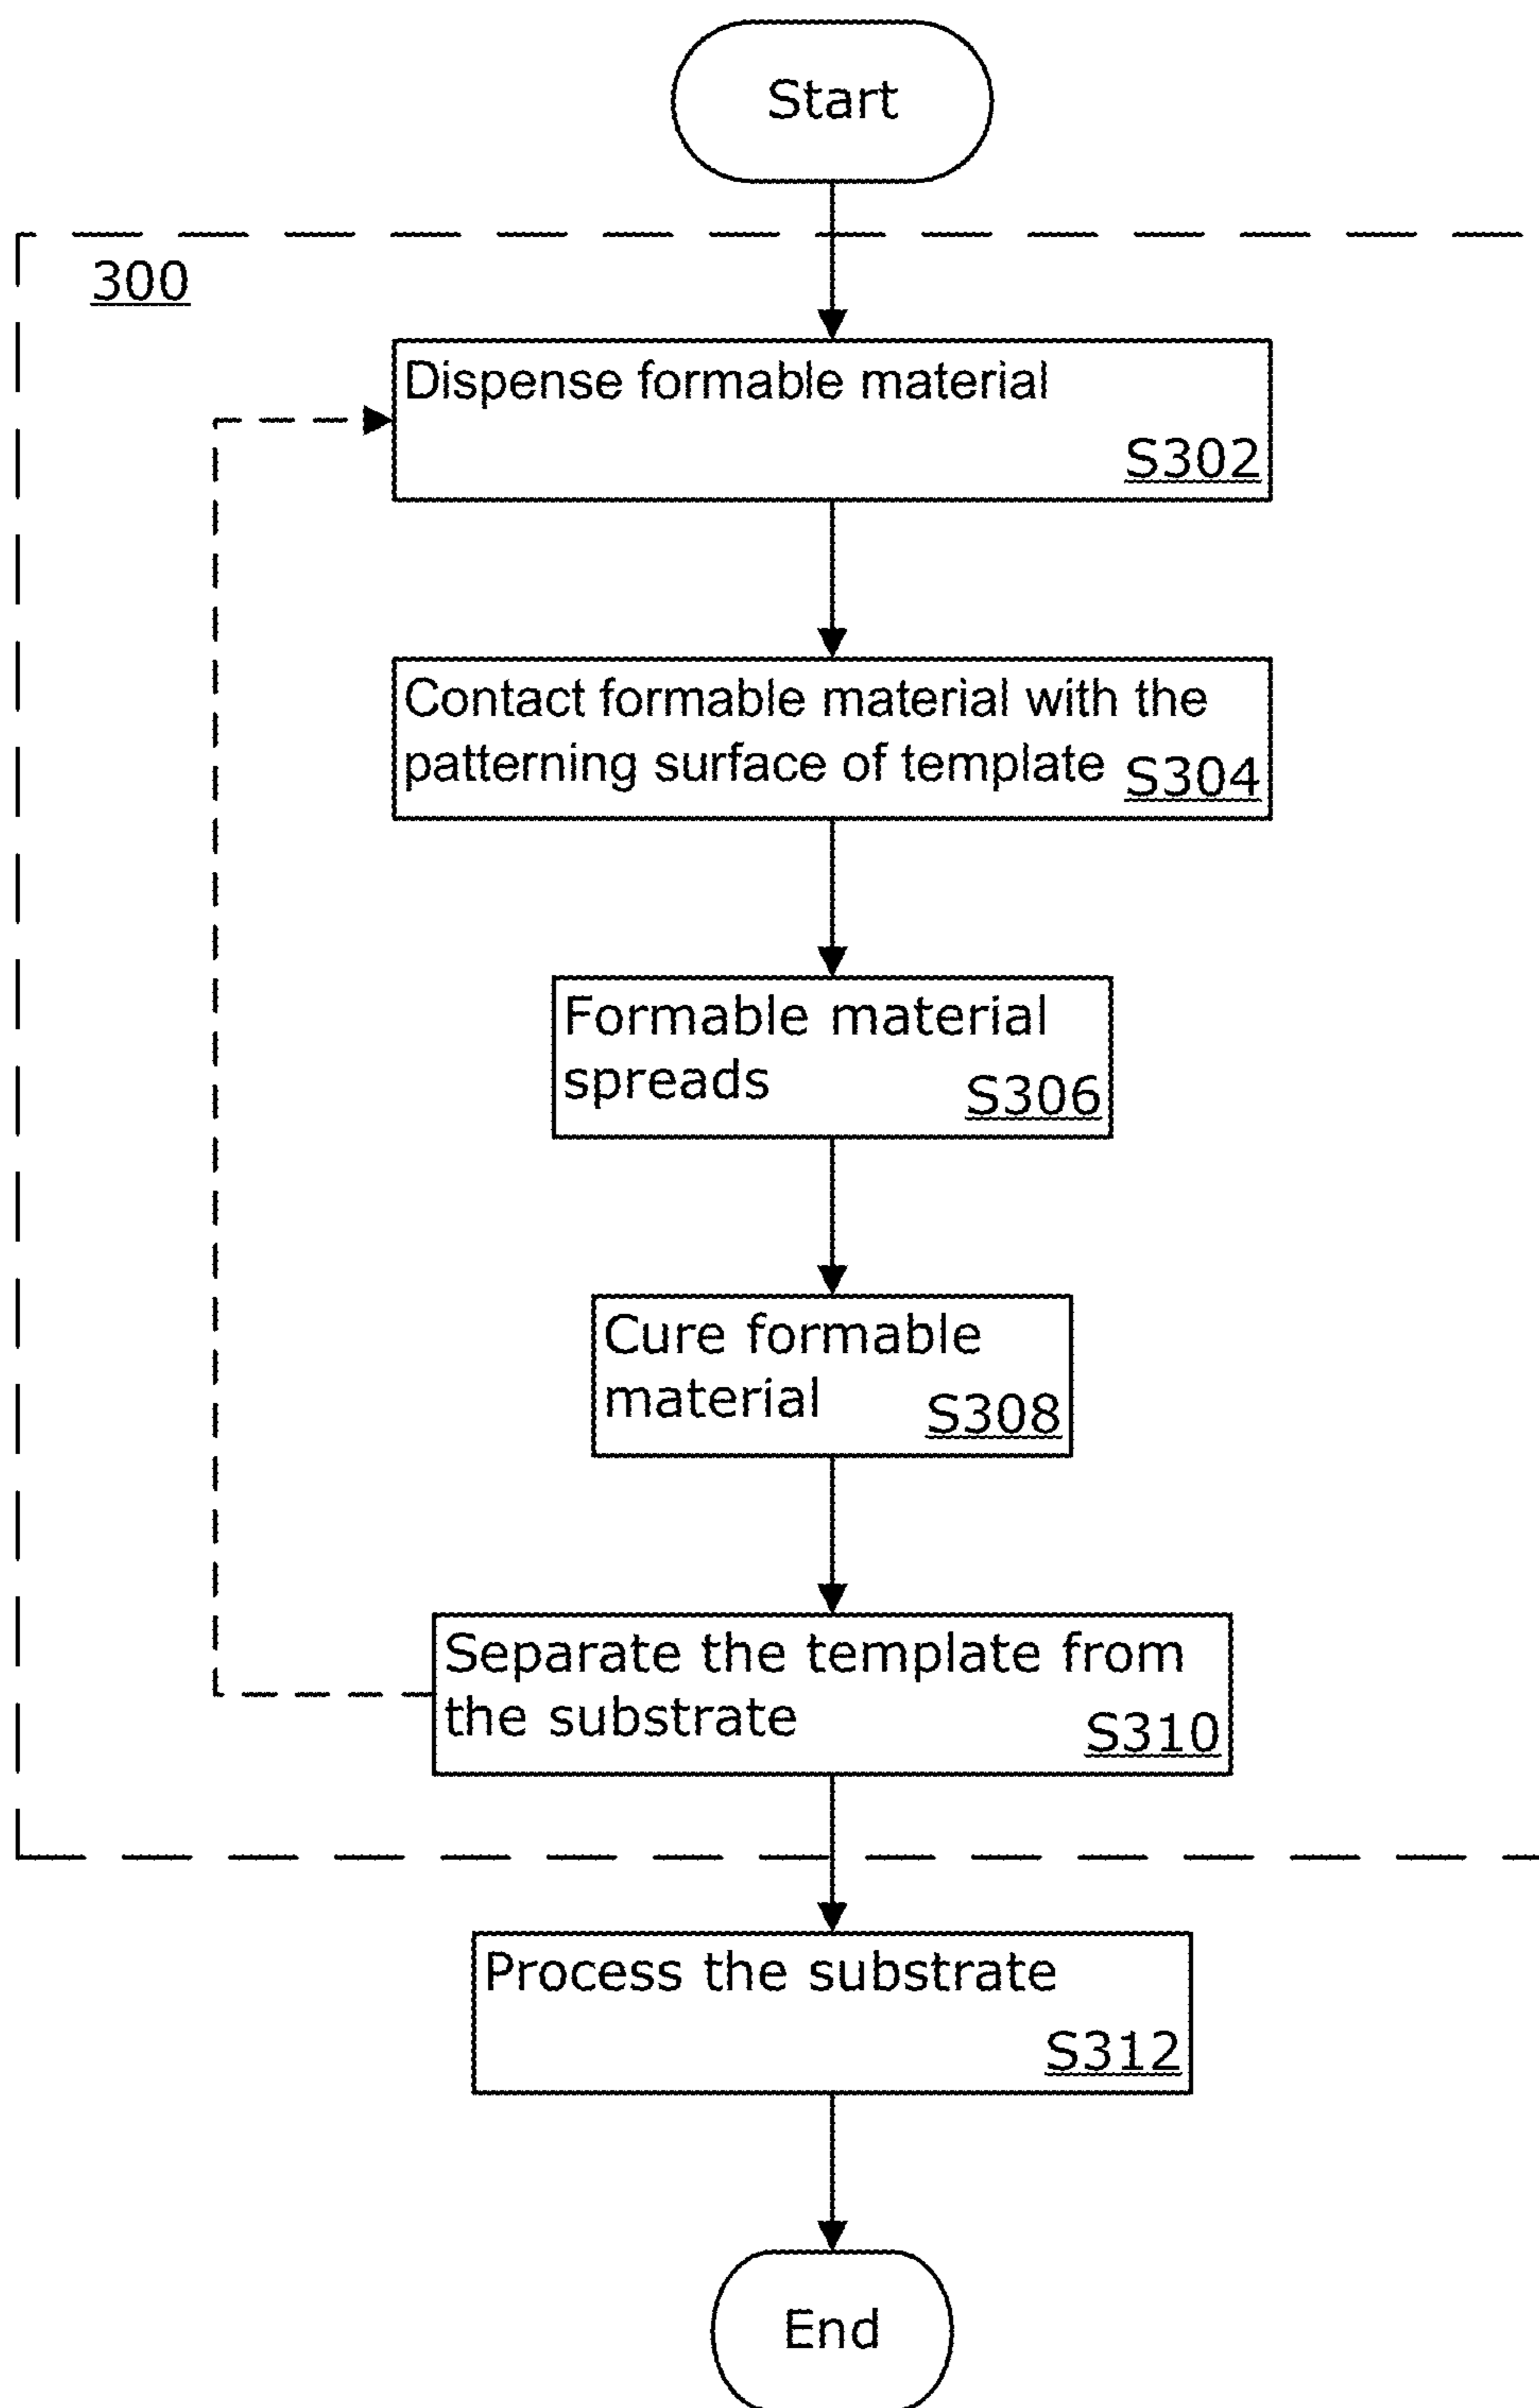 Start
300
Dispense formable material
S302
Contact formable material with the
patterning surface of template S304
Formable material
spreads
S306
Cure formable
material
S308
Separate the template from
the substrate
S310
Process the substrate
S312
End